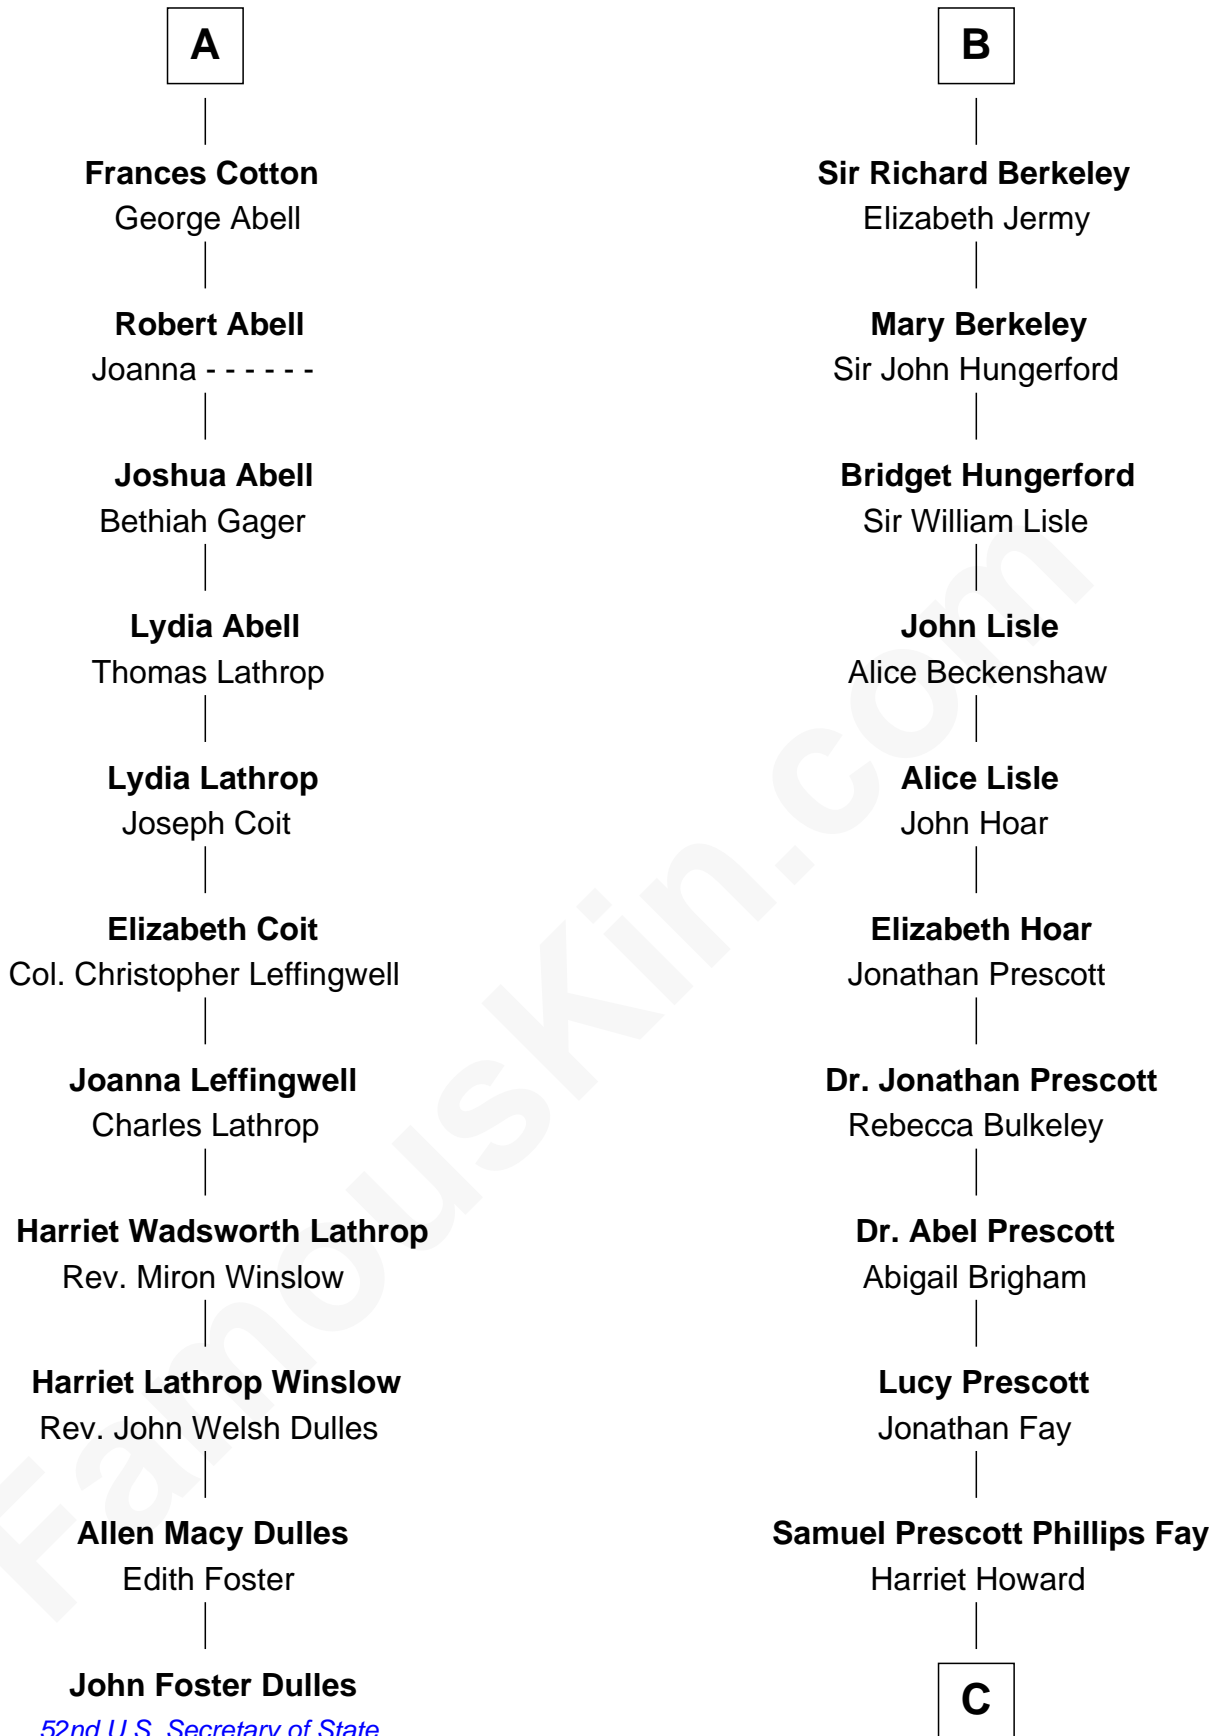 A
Frances Cotton
George Abell
Robert Abell
Joanna - - - - - -
Joshua Abell
Bethiah Gager
Lydia Abell
Thomas Lathrop
Lydia Lathrop
Joseph Coit
Elizabeth Coit
Col. Christopher Leffingwell
Joanna Leffingwell
Charles Lathrop
Harriet Wadsworth Lathrop
Rev. Miron Winslow
Harriet Lathrop Winslow
Rev. John Welsh Dulles
Allen Macy Dulles
Edith Foster
John Foster Dulles
52nd U.S. Secretary of State
B
Sir Richard Berkeley
Elizabeth Jermy
Mary Berkeley
Sir John Hungerford
Bridget Hungerford
Sir William Lisle
John Lisle
Alice Beckenshaw
Alice Lisle
John Hoar
Elizabeth Hoar
Jonathan Prescott
Dr. Jonathan Prescott
Rebecca Bulkeley
Dr. Abel Prescott
Abigail Brigham
Lucy Prescott
Jonathan Fay
Samuel Prescott Phillips Fay
Harriet Howard
C
FamousKin.com